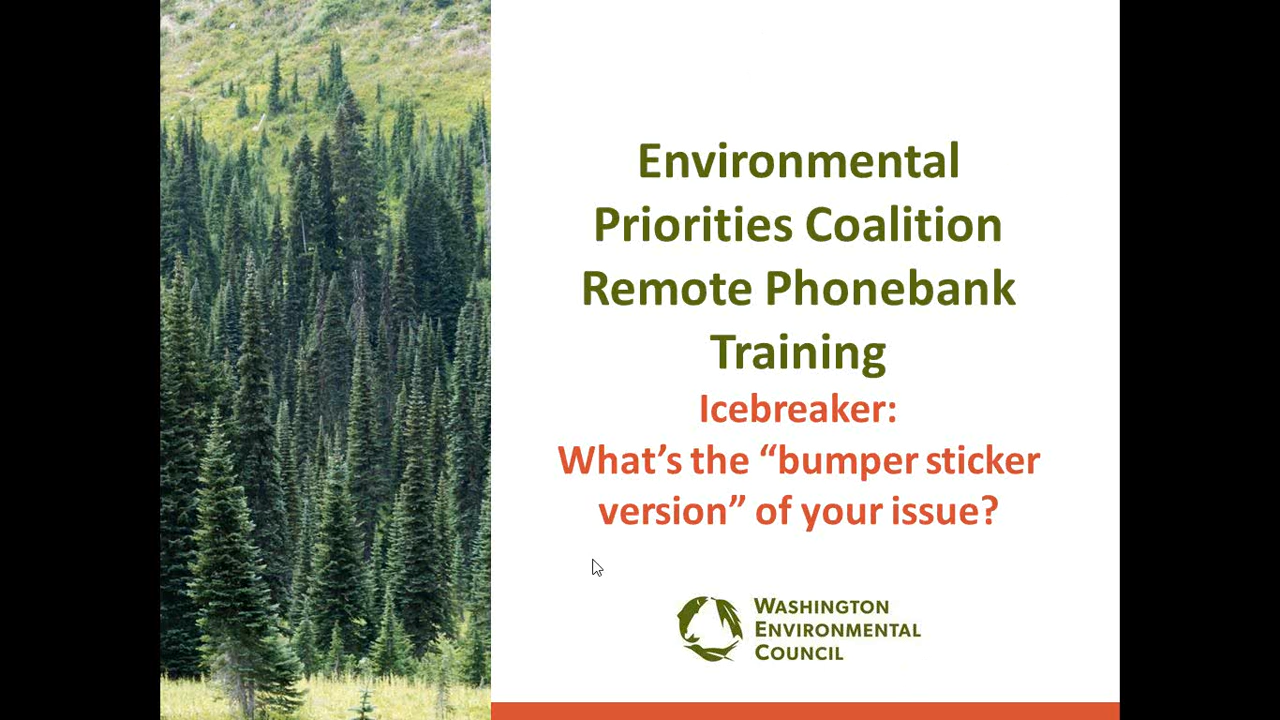 Environmental
Priorities Coalition
Remote Phonebank
Training
Icebreaker:
What’s the “bumper sticker
version” of your issue?
WASHINGTON
ENVIRONMENTAL
COUNCIL